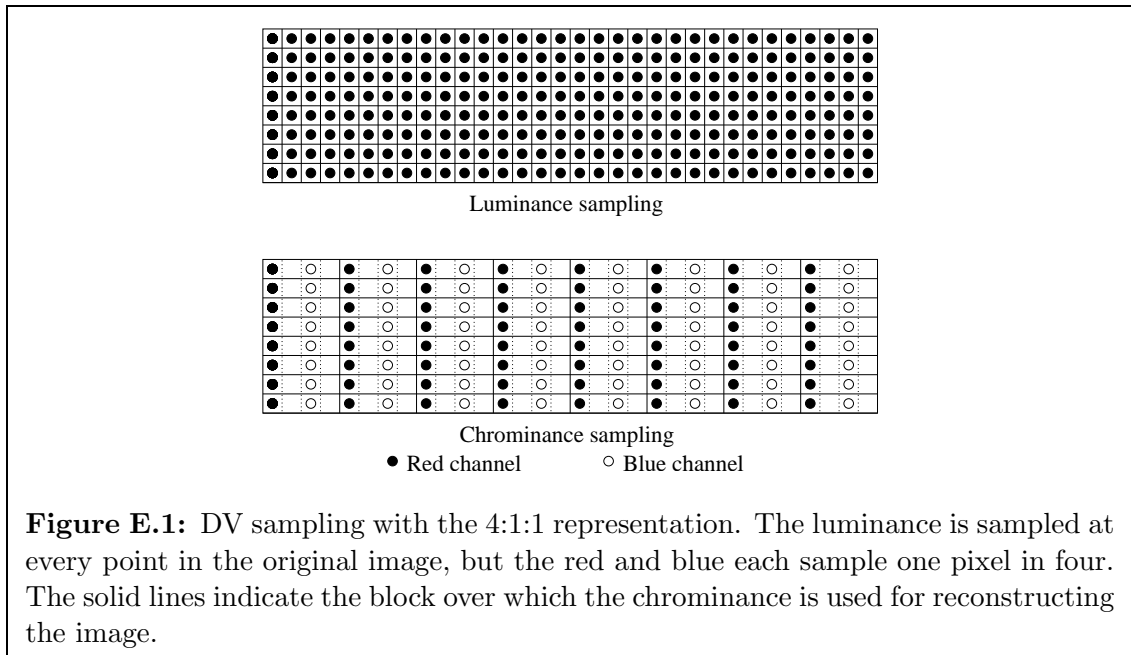 Luminance sampling
Chrominance sampling
● Red channel ○ Blue channel
Figure E.1: DV sampling with the 4:1:1 representation. The luminance is sampled at
every point in the original image, but the red and blue each sample one pixel in four.
The solid lines indicate the block over which the chrominance is used for reconstructing
the image.